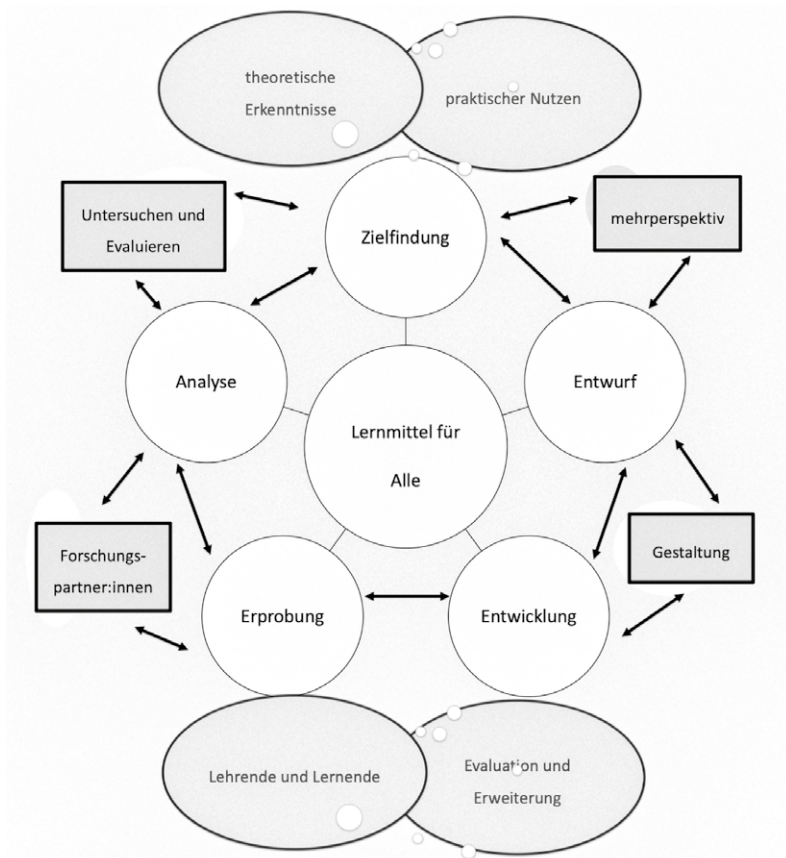 theoretische
Erkenntnisse
praktischer Nutzen
Untersuchen und
Evaluieren
Zielfindung
mehrperspektiv
Analyse
Entwurf
Lernmittel für
Alle
Forschungs-
partner:innen
Gestaltung
Erprobung
Entwicklung
Lehrende und Lernende
Evaluation und
Erweiterung